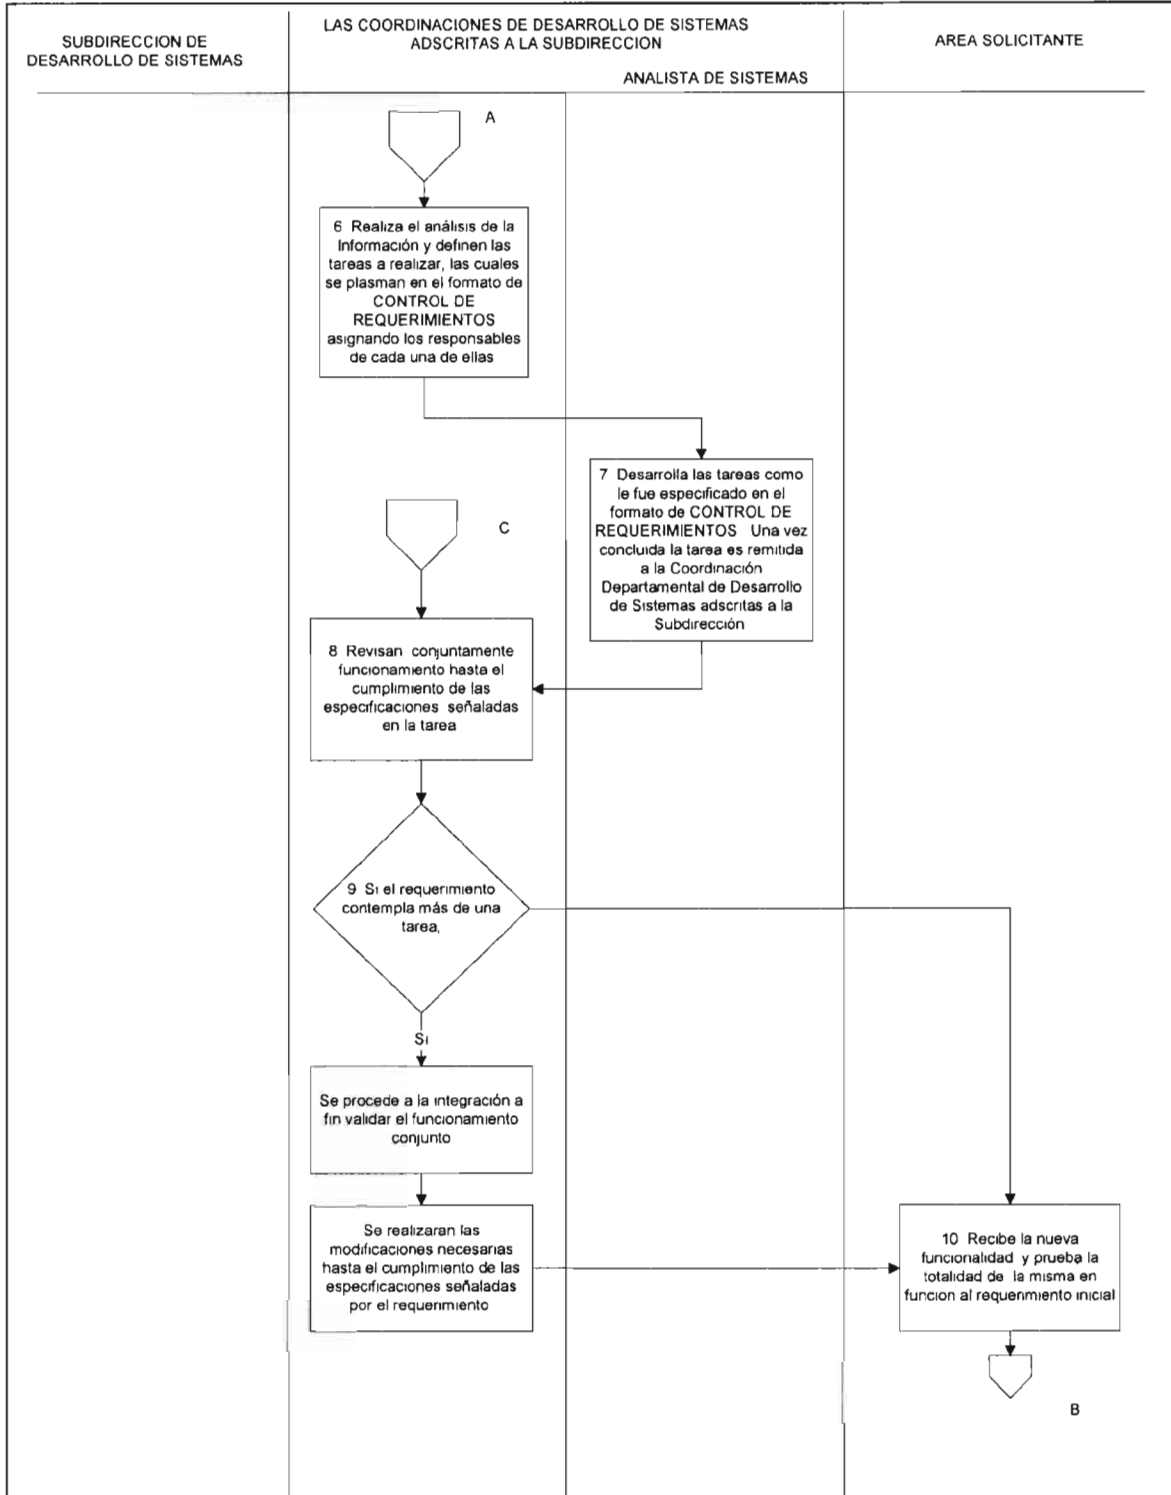 SUBDIRECCION DE
DESARROLLO DE SISTEMAS
LAS COORDINACIONES DE DESARROLLO DE SISTEMAS
ADSCRITAS A LA SUBDIRECCION
ANALISTA DE SISTEMAS
AREA SOLICITANTE
A
6 Realiza el análisis de la
Información y definen las
tareas a realizar, las cuales
se plasman en el formato de
CONTROL DE
REQUERIMIENTOS
asignando los responsables
de cada una de ellas
7 Desarrolla las tareas como
le fue especificado en el
formato de CONTROL DE
REQUERIMIENTOS Una vez
concluida la tarea es remitida
a la Coordinación
Departamental de Desarrollo
de Sistemas adscritas a la
Subdirección
C
8 Revisan conjuntamente
funcionamiento hasta el
cumplimiento de las
especificaciones señaladas
en la tarea
9 Si el requerimiento
contempla más de una
tarea,
Si
Se procede a la integración a
fin validar el funcionamiento
conjunto
Se realizaran las
modificaciones necesarias
hasta el cumplimiento de las
especificaciones señaladas
por el requerimiento
10 Recibe la nueva
funcionalidad y prueba la
totalidad de la misma en
funcion al requerimiento inicial
B